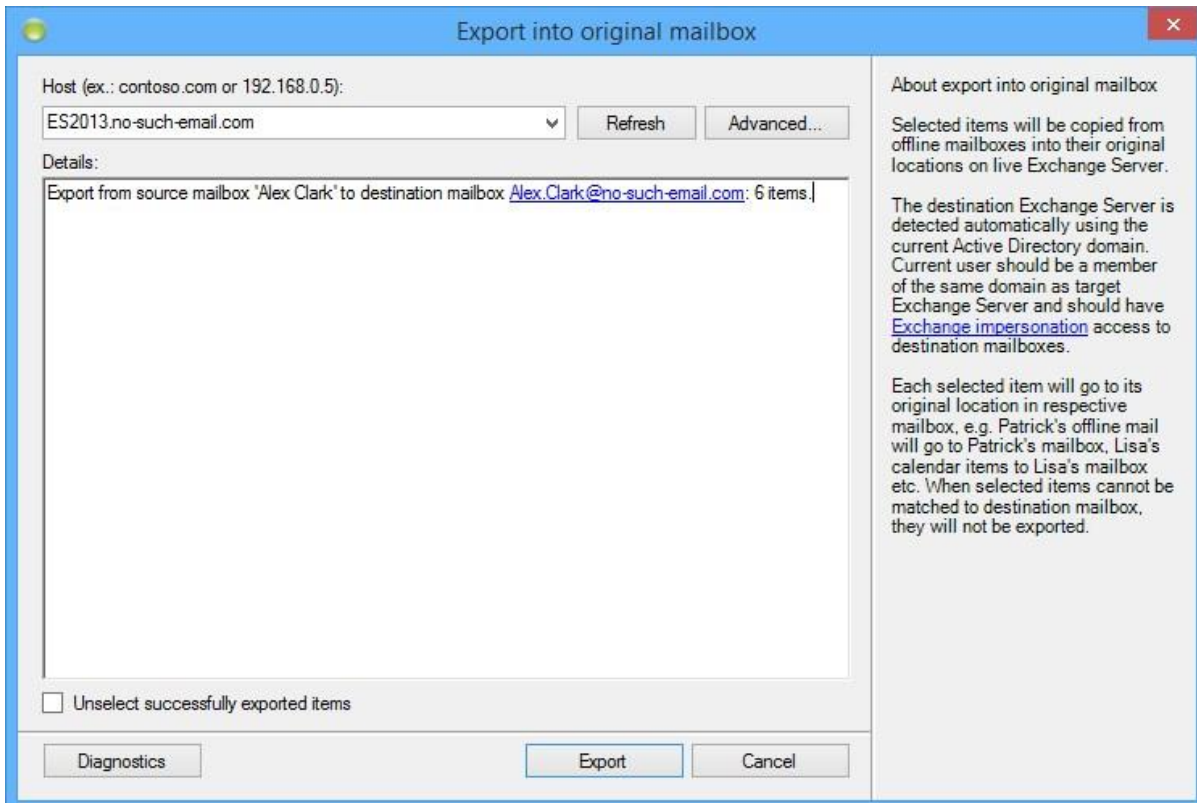 Export into original mailbox
Host (ex.: contoso.com or 192.168.0.5):
ES2013.no-such-email.com
Refresh
Advanced...
Details:
Export from source mailbox 'Alex Clark' to destination mailbox Alex.Clark@no-such-email.com: 6 items.
Unselect successfully exported items
Diagnostics
Export
Cancel
About export into original mailbox
Selected items will be copied from
offline mailboxes into their original
locations on live Exchange Server.
The destination Exchange Server is
detected automatically using the
current Active Directory domain.
Current user should be a member
of the same domain as target
Exchange Server and should have
Exchange impersonation access to
destination mailboxes.
Each selected item will go to its
original location in respective
mailbox, e.g. Patrick's offline mail
will go to Patrick's mailbox, Lisa's
calendar items to Lisa's mailbox
etc. When selected items cannot be
matched to destination mailbox,
they will not be exported.